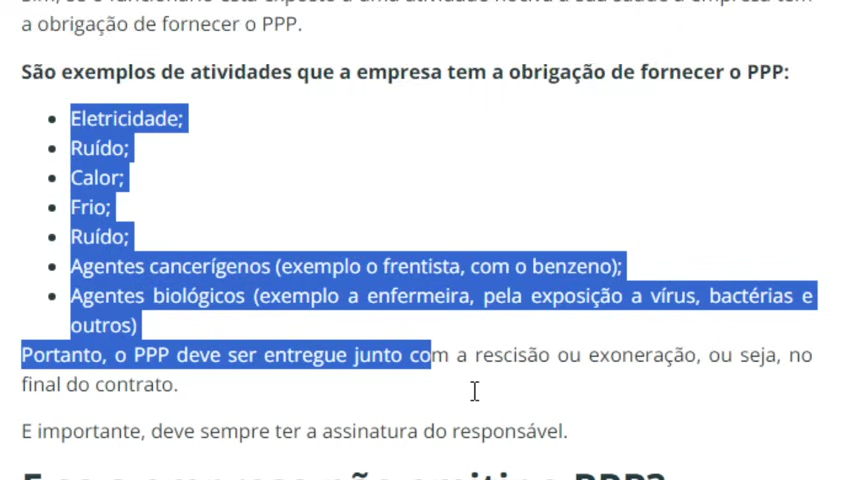 a obrigação de fornecer o PPP.
São exemplos de atividades que a empresa tem a obrigação de fornecer o PPP:
Eletricidade;
Ruído;
Calor;
Frio;
Ruído;
Agentes cancerígenos (exemplo o frentista, com o benzeno);
Agentes biológicos (exemplo a enfermeira, pela exposição a vírus, bactérias e
outros)
Portanto, o PPP deve ser entregue junto com a rescisão ou exoneração, ou seja, no
final do contrato.
E importante, deve sempre ter a assinatura do responsável.